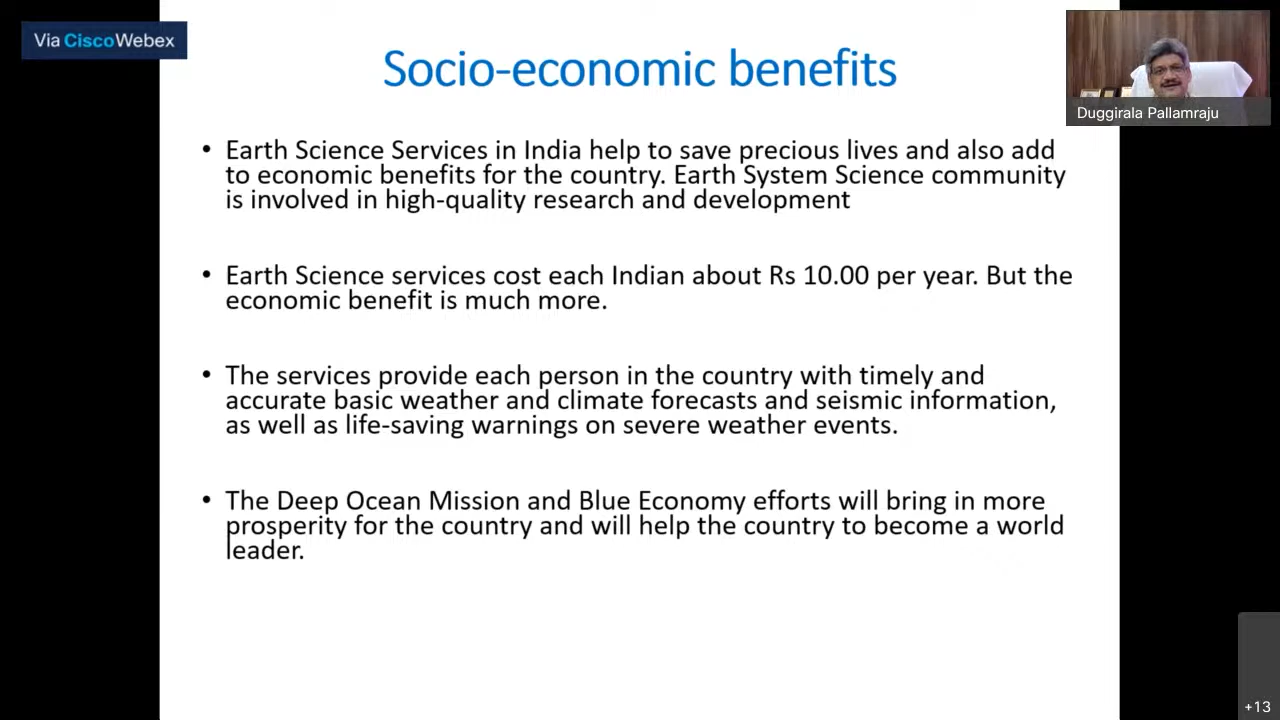 Via CiscoWebex
Socio-economic benefits
Duggirala Pallamraju
• Earth Science Services in India help to save precious lives and also add
to economic benefits for the country. Earth System Science community
is involved in high-quality research and development
• Earth Science services cost each Indian about Rs 10.00 per year. But the
economic benefit is much more.
• The services provide each person in the country with timely and
accurate basic weather and climate forecasts and seismic information,
as well as life-saving warnings on severe weather events.
• The Deep Ocean Mission and Blue Economy efforts will bring in more
prosperity for the country and will help the country to become a world
leader.
+13